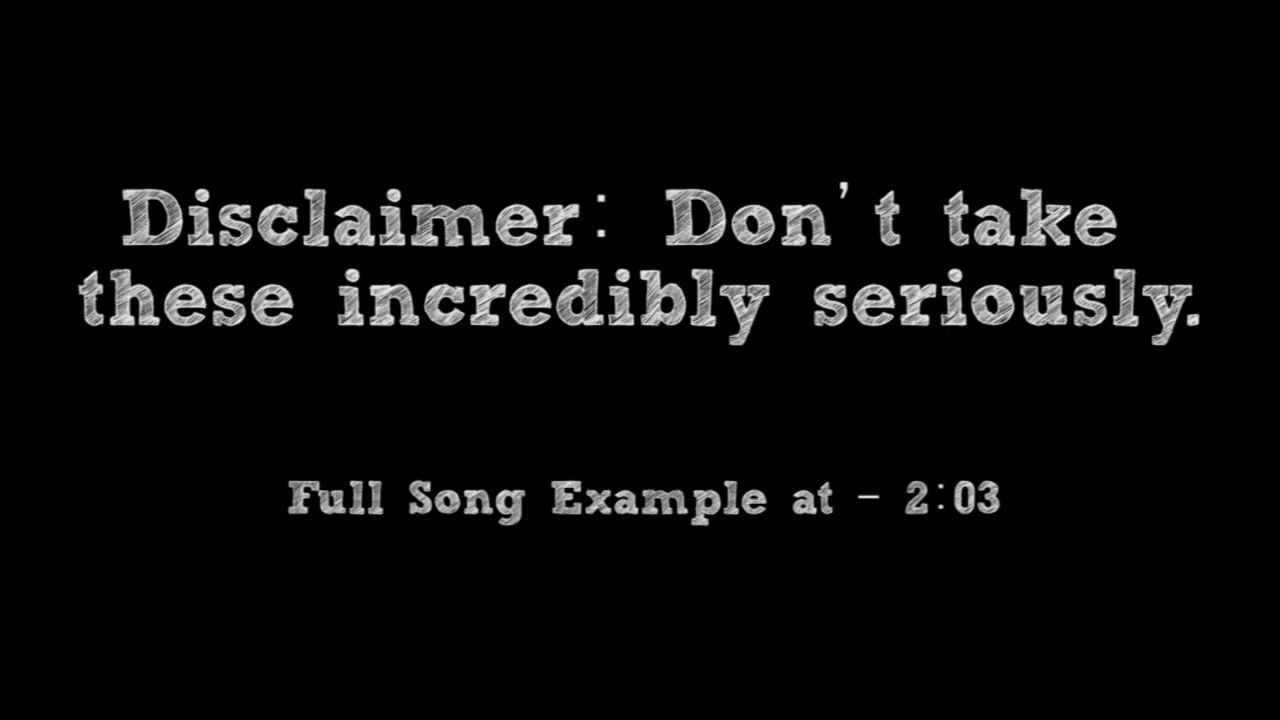 Disclaimer: Don't take
these incredibly seriously.
Full Song Example at - 2:03